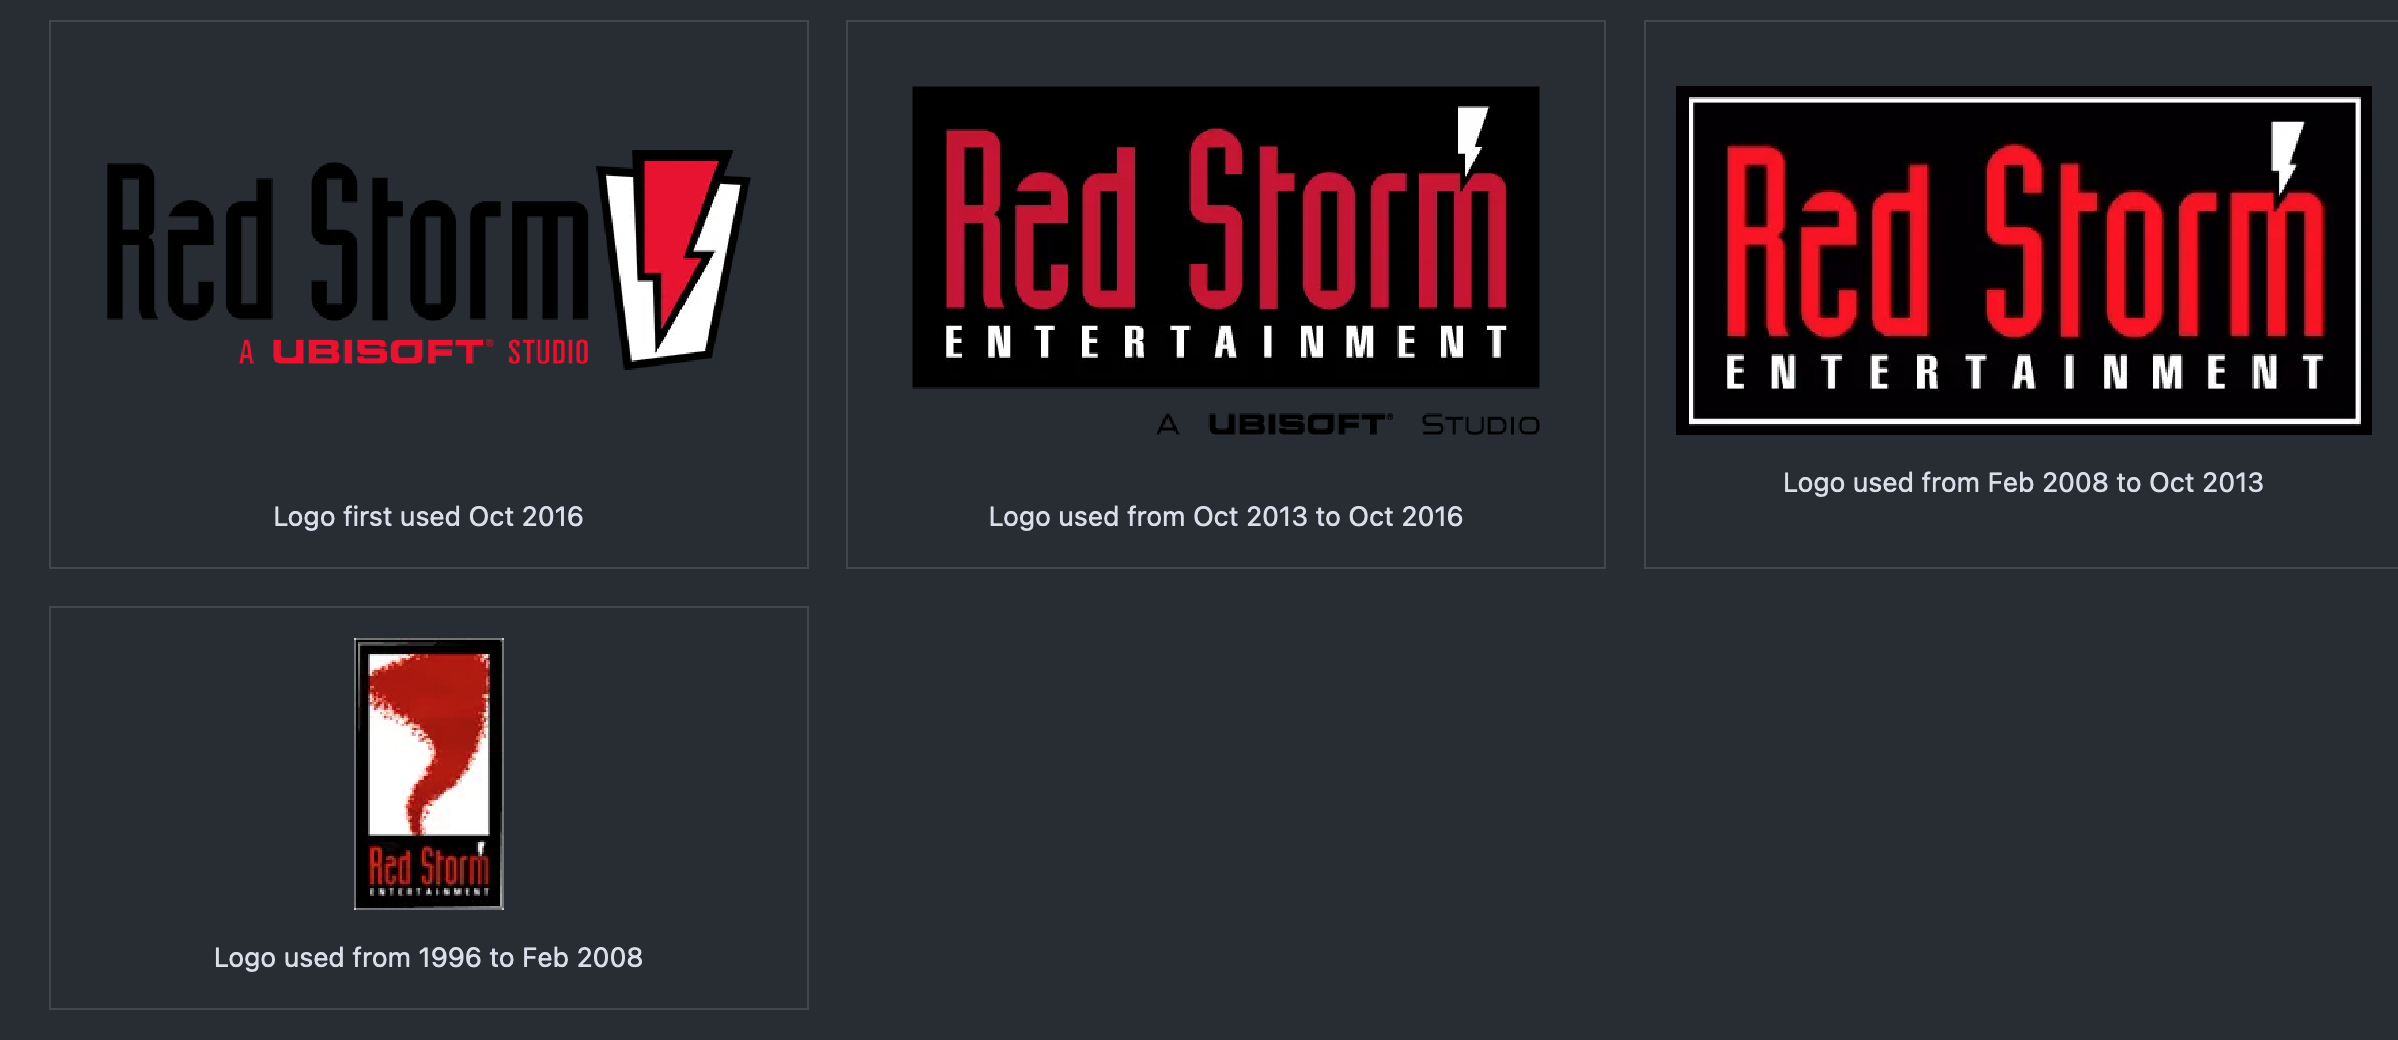 Red Storm
A UBISOFT® STUDIO
Logo first used Oct 2016
Red Storm
ENTERTAINMENT
A UBISOFT® STUDIO
Logo used from Oct 2013 to Oct 2016
Red Storm
ENTERTAINMENT
Logo used from Feb 2008 to Oct 2013
Red Storm
ENTERTAINMENT
Logo used from 1996 to Feb 2008